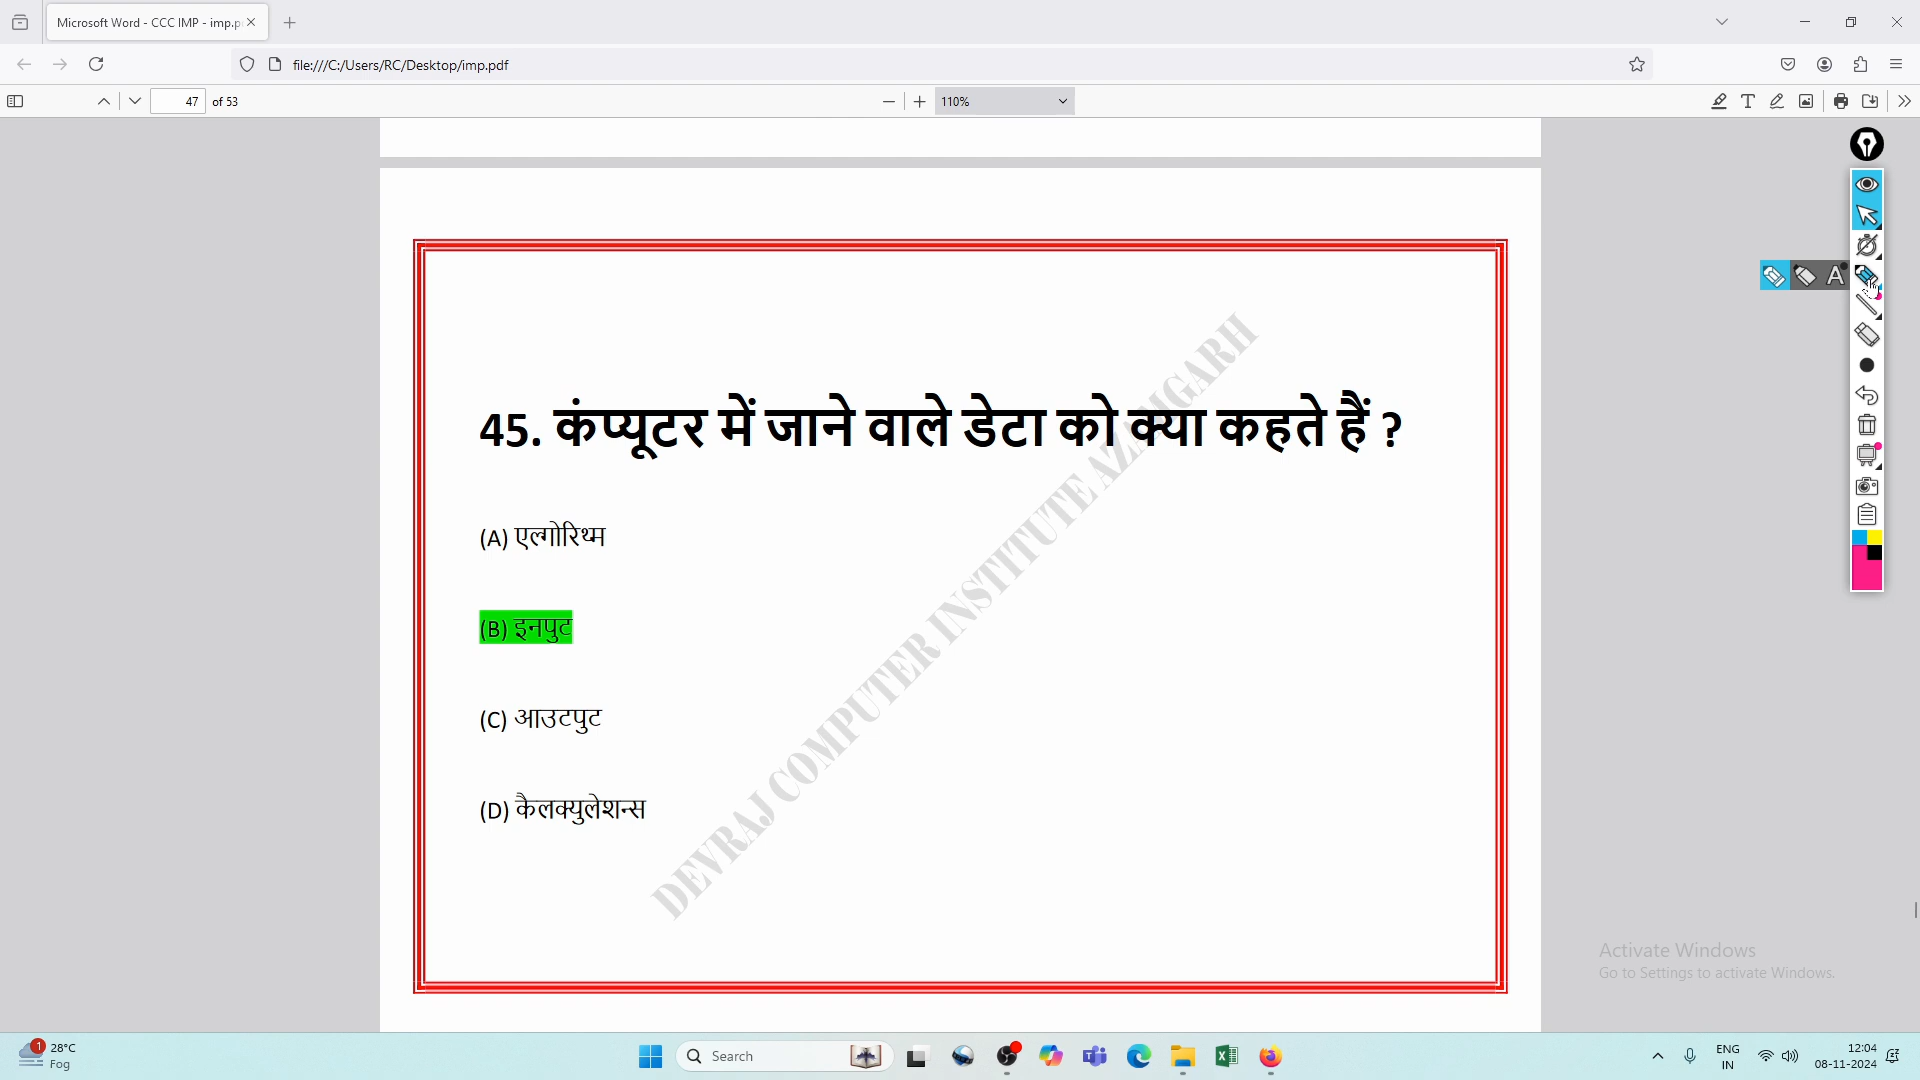 Microsoft Word - CCC IMP - imp.p
file:///C:/Users/RC/Desktop/imp.pdf
47 of 53
110%
45. कंप्यूटर में जाने वाले डेटा को क्या कहते हैं ?
(A) एल्गोरिथ्म
(B) इनपुट
(C) आउटपुट
(D) कैलक्युलेशन्स
DEVRAJ COMPUTER INSTITUTE AZAMGARH
A
Activate Windows
Go to Settings to activate Windows.
1
28°C
Fog
Search
ENG
IN
12:04
08-11-2024